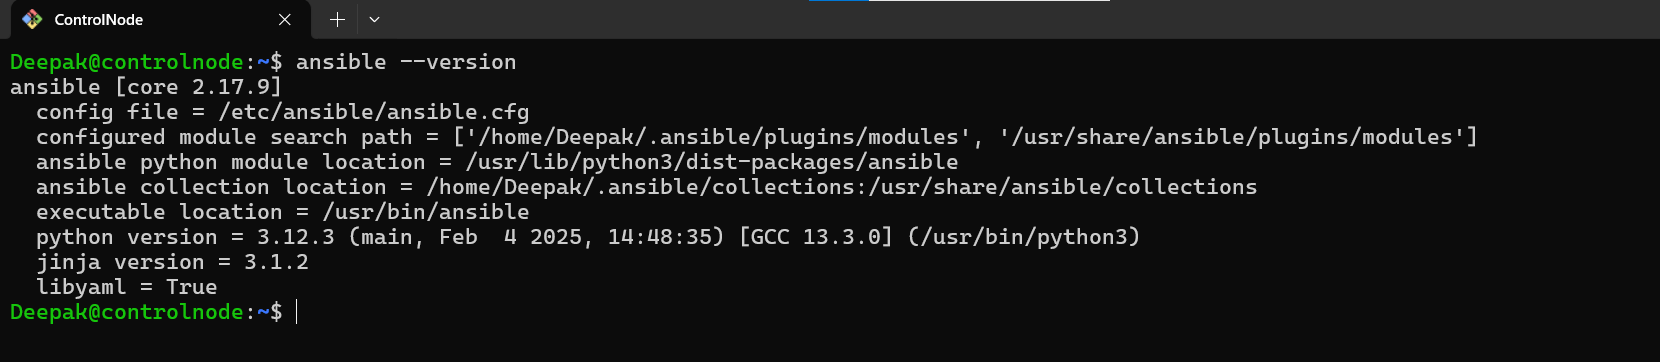 ControlNode
Deepak@controlnode:~$ ansible --version
ansible [core 2.17.9]
  config file = /etc/ansible/ansible.cfg
  configured module search path = ['/home/Deepak/.ansible/plugins/modules', '/usr/share/ansible/plugins/modules']
  ansible python module location = /usr/lib/python3/dist-packages/ansible
  ansible collection location = /home/Deepak/.ansible/collections:/usr/share/ansible/collections
  executable location = /usr/bin/ansible
  python version = 3.12.3 (main, Feb  4 2025, 14:48:35) [GCC 13.3.0] (/usr/bin/python3)
  jinja version = 3.1.2
  libyaml = True
Deepak@controlnode:~$